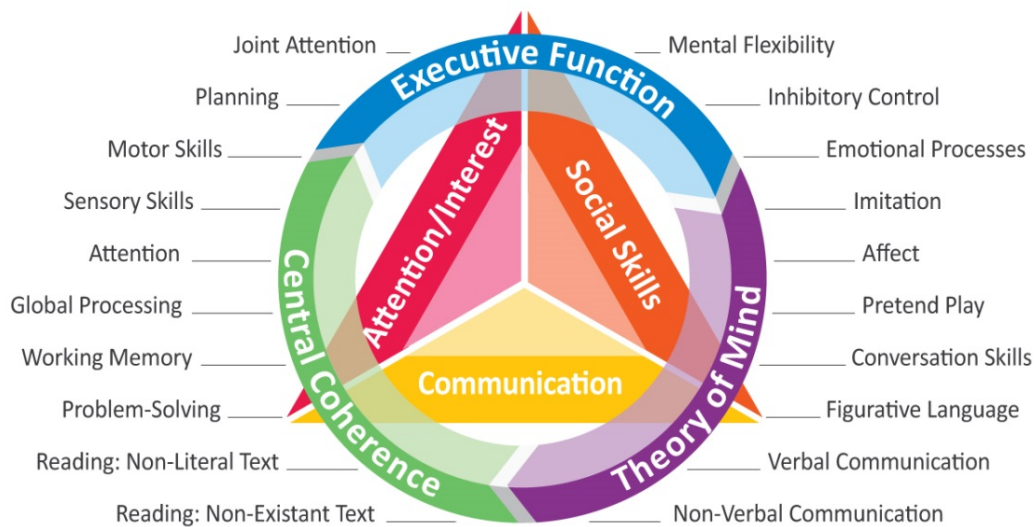 Joint Attention
Planning
Motor Skills
Sensory Skills
Attention
Global Processing
Working Memory
Problem-Solving
Reading: Non-Literal Text
Reading: Non-Existant Text
Executive Function
Attention/Interest
Social Skills
Communication
Central Coherence
Theory of Mind
Mental Flexibility
Inhibitory Control
Emotional Processes
Imitation
Affect
Pretend Play
Conversation Skills
Figurative Language
Verbal Communication
Non-Verbal Communication